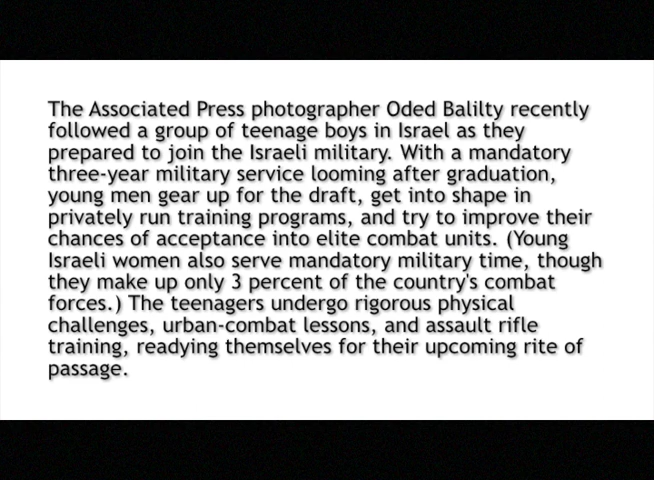 The Associated Press photographer Oded Balilty recently
followed a group of teenage boys in Israel as they
prepared to join the Israeli military. With a mandatory
three-year military service looming after graduation,
young men gear up for the draft, get into shape in
privately run training programs, and try to improve their
chances of acceptance into elite combat units. (Young
Israeli women also serve mandatory military time, though
they make up only 3 percent of the country's combat
forces.) The teenagers undergo rigorous physical
challenges, urban-combat lessons, and assault rifle
training, readying themselves for their upcoming rite of
passage.